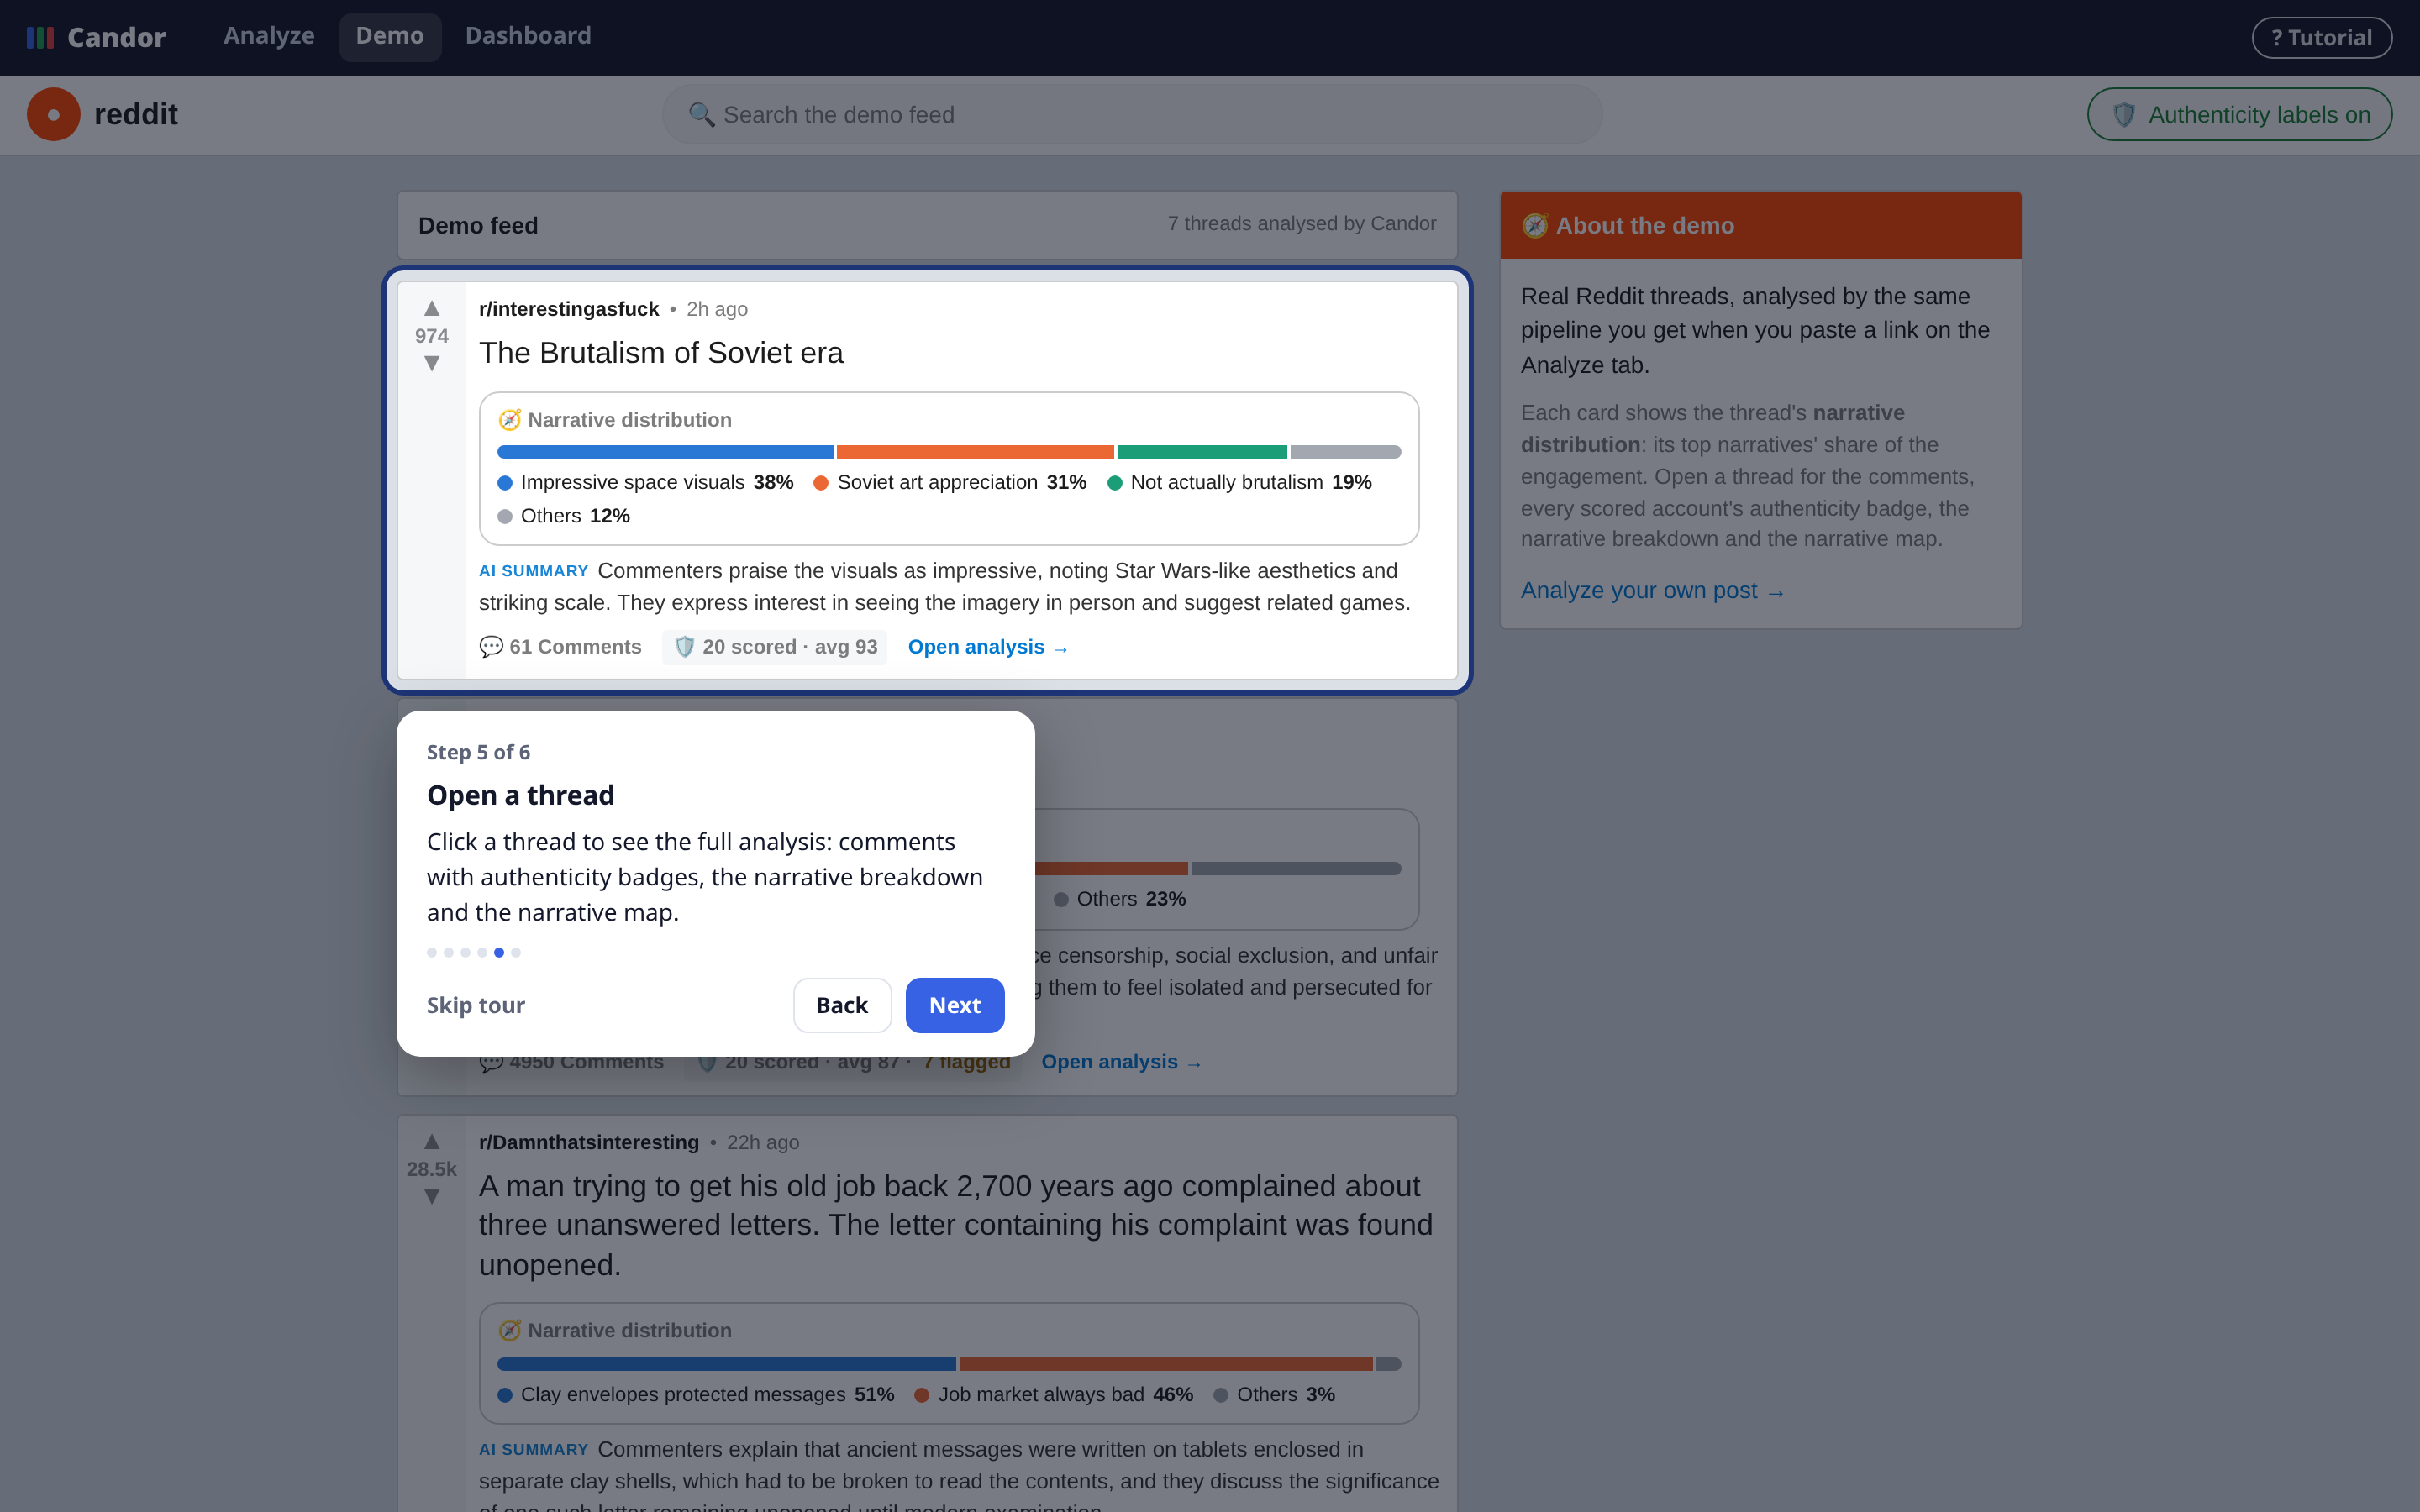 Candor
Analyze
Demo
Dashboard
? Tutorial
reddit
Search the demo feed
Authenticity labels on
Demo feed
7 threads analysed by Candor
r/interestingasfuck • 2h ago
974
The Brutalism of Soviet era
Narrative distribution
Impressive space visuals 38% Soviet art appreciation 31% Not actually brutalism 19%
Others 12%
AI SUMMARY Commenters praise the visuals as impressive, noting Star Wars-like aesthetics and
striking scale. They express interest in seeing the imagery in person and suggest related games.
61 Comments 20 scored · avg 93 Open analysis →
About the demo
Real Reddit threads, analysed by the same
pipeline you get when you paste a link on the
Analyze tab.
Each card shows the thread's narrative
distribution: its top narratives' share of the
engagement. Open a thread for the comments,
every scored account's authenticity badge, the
narrative breakdown and the narrative map.
Analyze your own post →
Step 5 of 6
Open a thread
Click a thread to see the full analysis: comments
with authenticity badges, the narrative breakdown
and the narrative map.
Skip tour
Back
Next
Others 23%
censorship, social exclusion, and unfair
them to feel isolated and persecuted for
4950 Comments 20 scored · avg 87 · 7 flagged Open analysis →
r/Damnthatsinteresting • 22h ago
28.5k
A man trying to get his old job back 2,700 years ago complained about
three unanswered letters. The letter containing his complaint was found
unopened.
Narrative distribution
Clay envelopes protected messages 51% Job market always bad 46% Others 3%
AI SUMMARY Commenters explain that ancient messages were written on tablets enclosed in
separate clay shells, which had to be broken to read the contents, and they discuss the significance
of one such letter remaining unopened until modern examination.